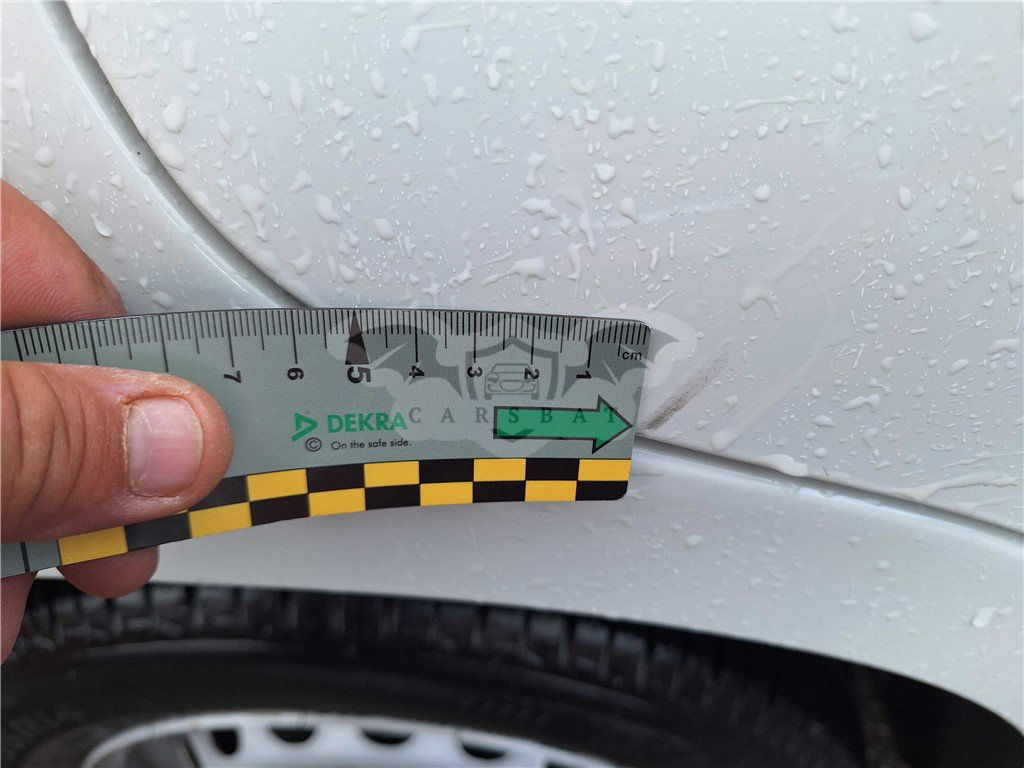 cm
7 6 5 4 3 2 1
DEKRA
© On the safe side.
CARSBAT